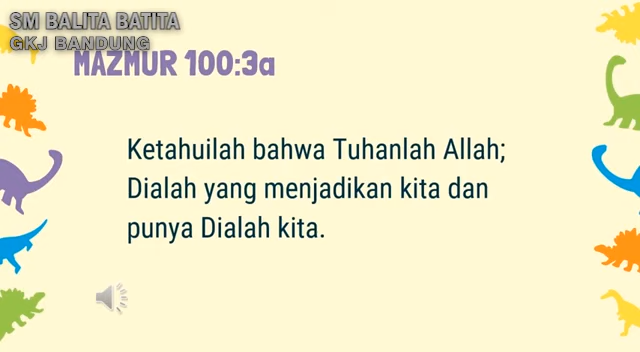 SM BALITA BATITA
GKJ BANDUNG
MAZMUR 100:3a
Ketahuilah bahwa Tuhanlah Allah;
Dialah yang menjadikan kita dan
punya Dialah kita.